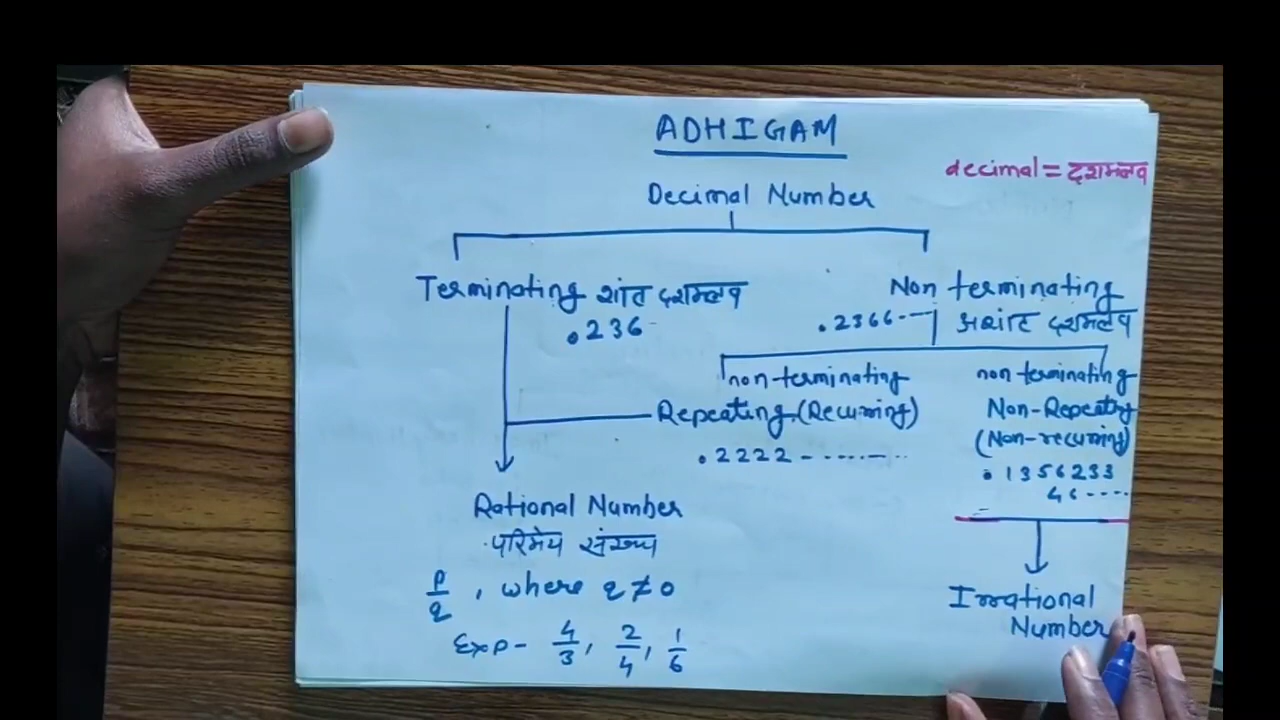 ADHIGAM
decimal = दशमलव
Decimal Number
Terminating शांत दशमलव
.236
Non terminating
.2366---
अशांत दशमलव
non terminating
Repeating (Recurring)
.2222-----------
non terminating
Non-Repeatng
(Non-recurring)
.1356233
46----
Rational Number
परिमेय संख्य
p/q , where q ≠ 0
Exp- 4/3, 2/4, 1/6
Irrational
Number